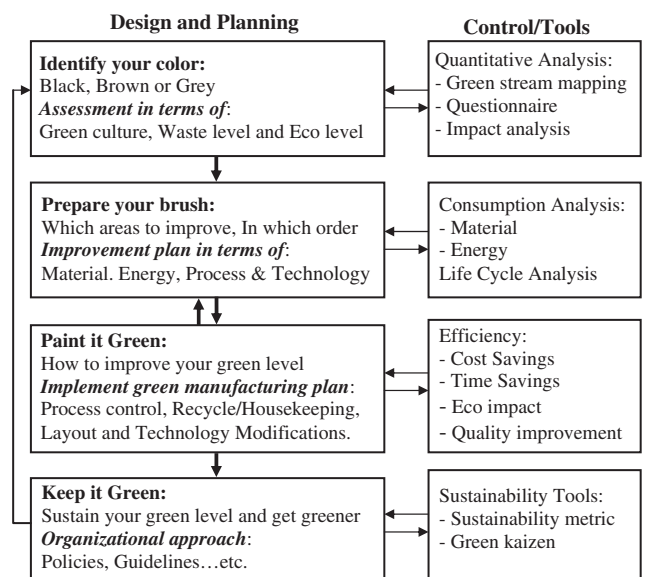 Design and Planning
Control/Tools
Identify your color:
Black, Brown or Grey
Assessment in terms of:
Green culture, Waste level and Eco level
Quantitative Analysis:
- Green stream mapping
- Questionnaire
- Impact analysis
Prepare your brush:
Which areas to improve, In which order
Improvement plan in terms of:
Material. Energy, Process & Technology
Consumption Analysis:
- Material
- Energy
Life Cycle Analysis
Paint it Green:
How to improve your green level
Implement green manufacturing plan:
Process control, Recycle/Housekeeping,
Layout and Technology Modifications.
Efficiency:
- Cost Savings
- Time Savings
- Eco impact
- Quality improvement
Keep it Green:
Sustain your green level and get greener
Organizational approach:
Policies, Guidelines…etc.
Sustainability Tools:
- Sustainability metric
- Green kaizen